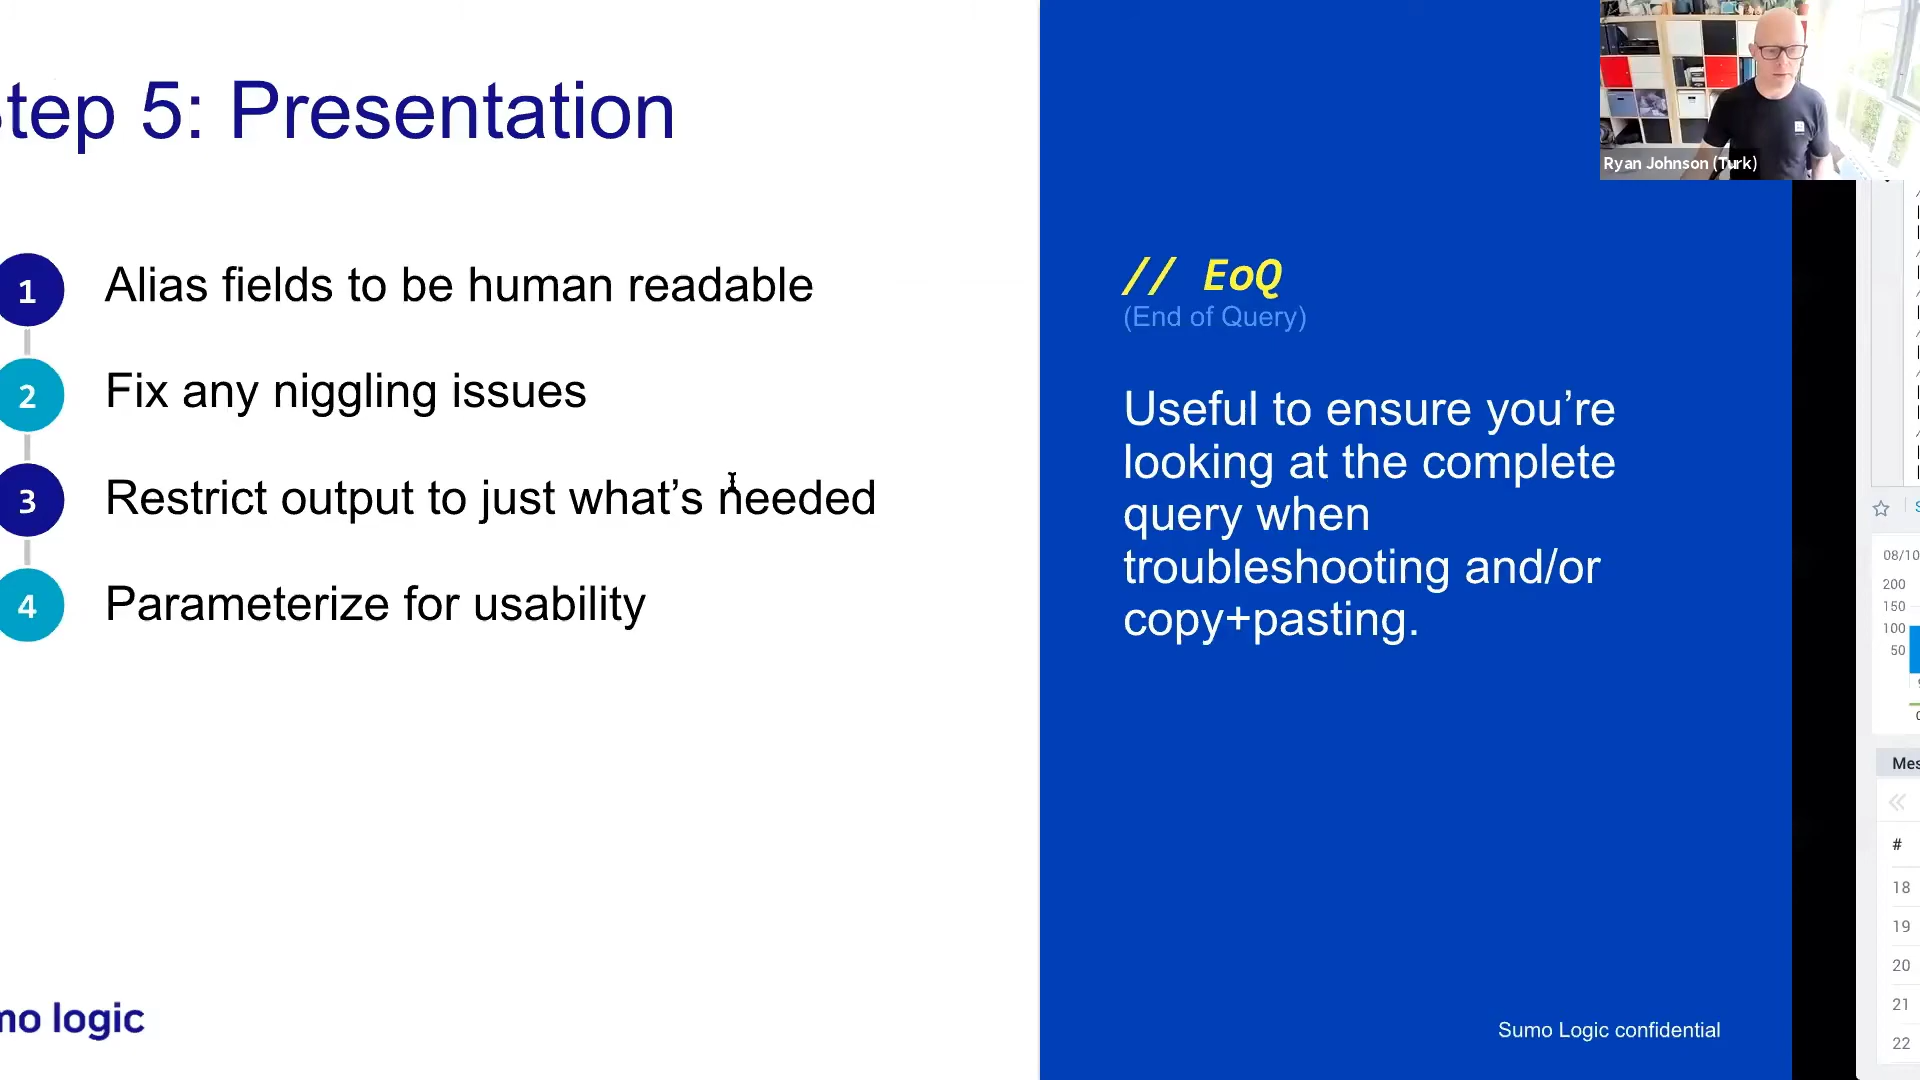 tep 5: Presentation
1 Alias fields to be human readable
2 Fix any niggling issues
3 Restrict output to just what's needed
4 Parameterize for usability
mo logic
// EoQ
(End of Query)
Useful to ensure you're
looking at the complete
query when
troubleshooting and/or
copy+pasting.
Sumo Logic confidential
Ryan Johnson (Turk)
08/10
200
150
100
50
Mes
#
18
19
20
21
22